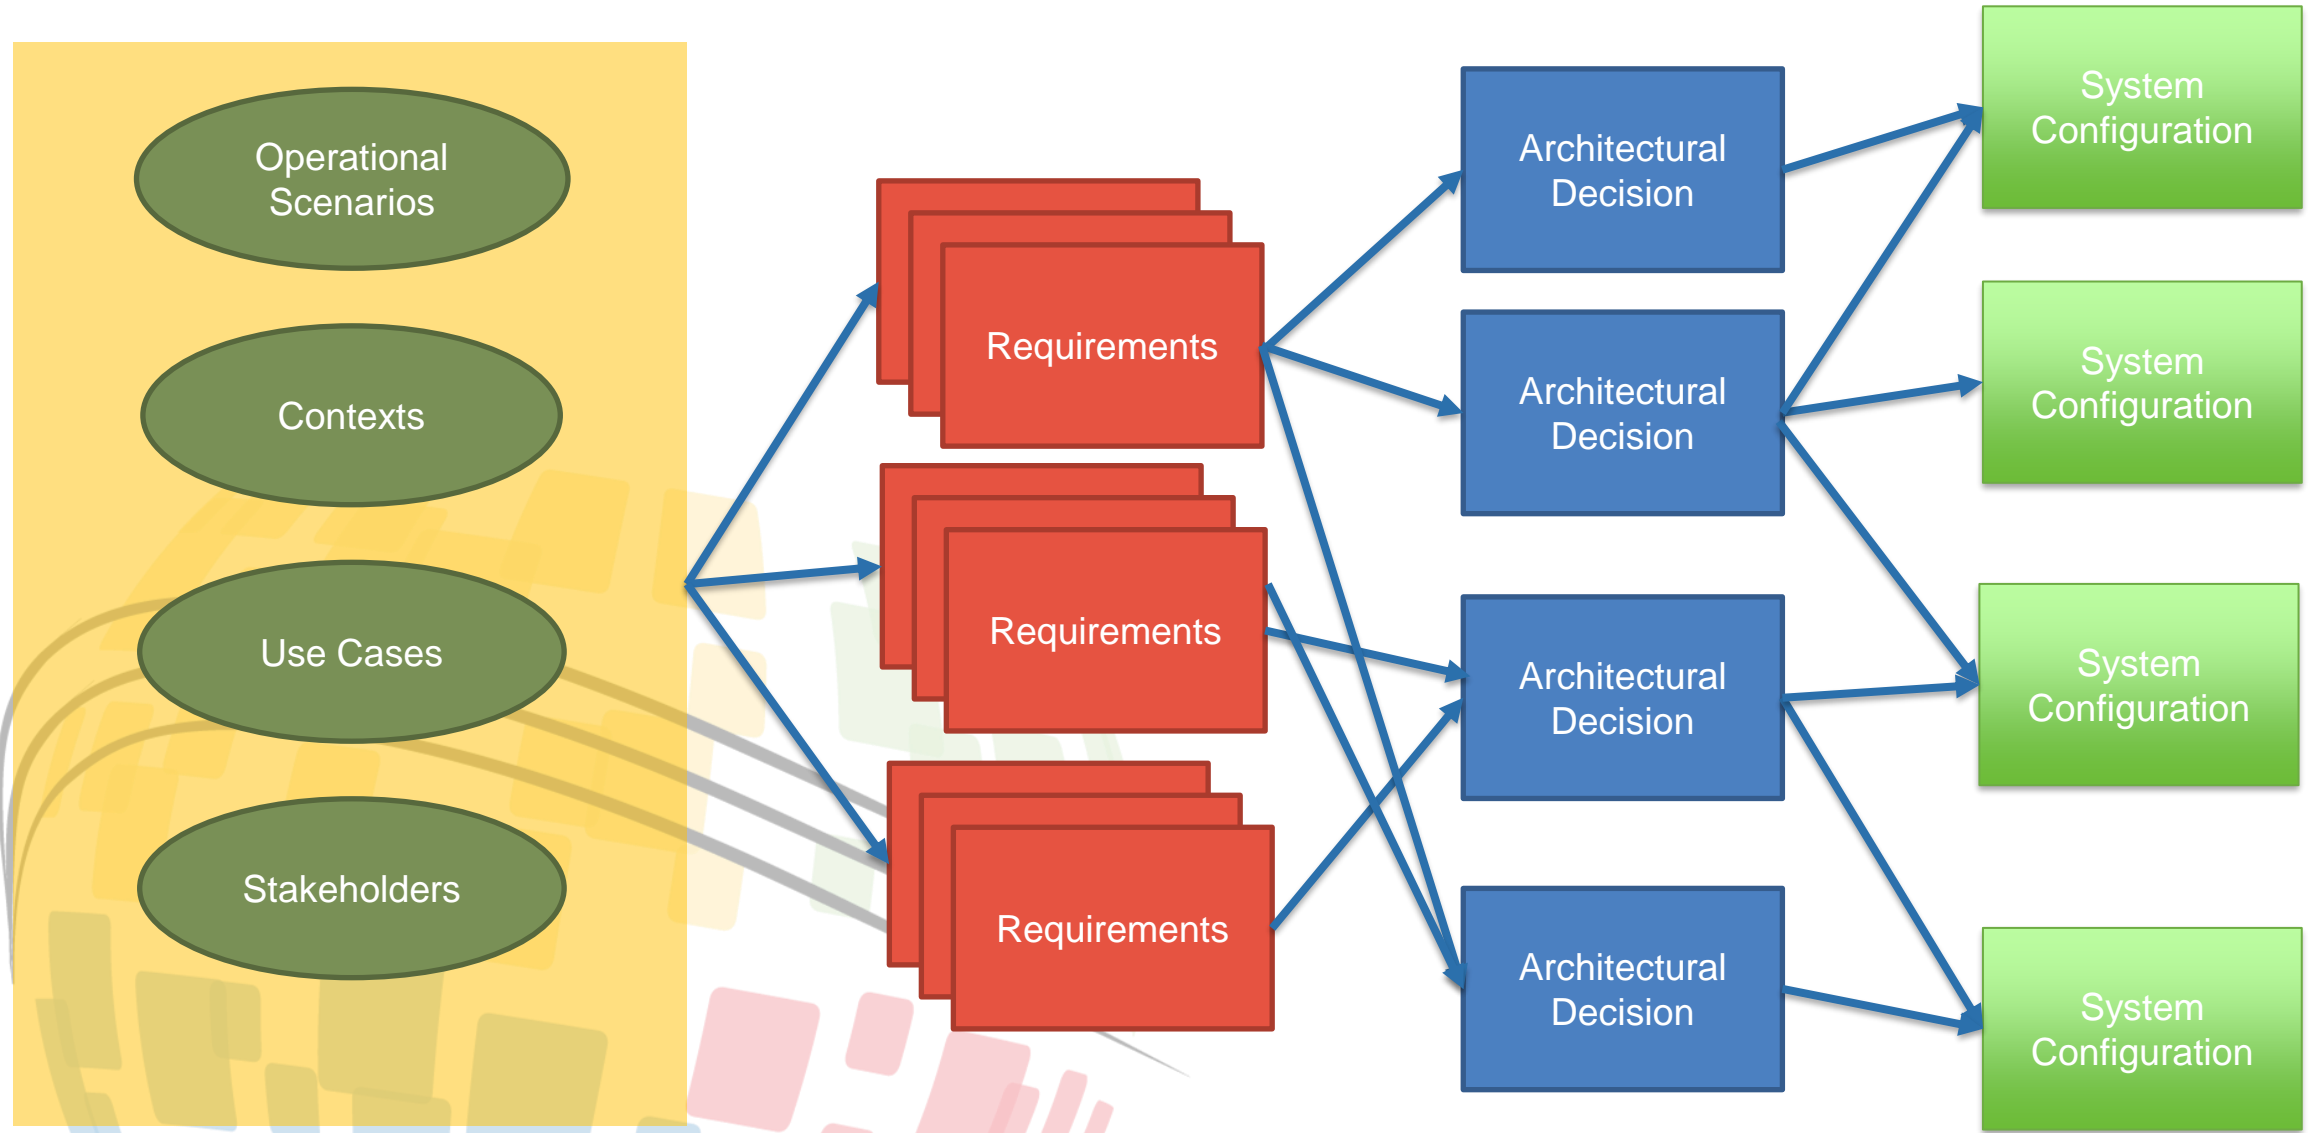 Operational
Scenarios
Contexts
Use Cases
Stakeholders
Requirements
Requirements
Requirements
Architectural
Decision
Architectural
Decision
Architectural
Decision
Architectural
Decision
System
Configuration
System
Configuration
System
Configuration
System
Configuration